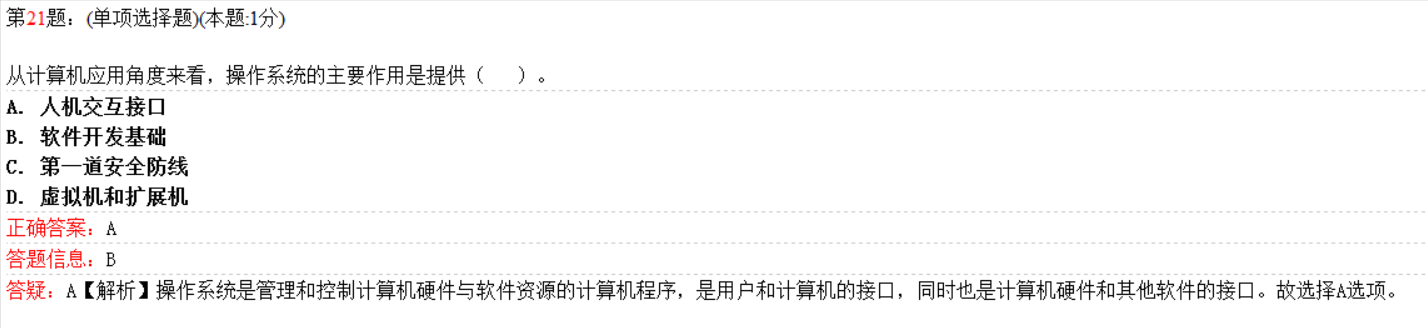 第21题: (单项选择题)(本题:1分)
从计算机应用角度来看，操作系统的主要作用是提供（    ）。
A. 人机交互接口
B. 软件开发基础
C. 第一道安全防线
D. 虚拟机和扩展机
正确答案: A
答题信息: B
答疑: A【解析】操作系统是管理和控制计算机硬件与软件资源的计算机程序，是用户和计算机的接口，同时也是计算机硬件和其他软件的接口。故选择A选项。